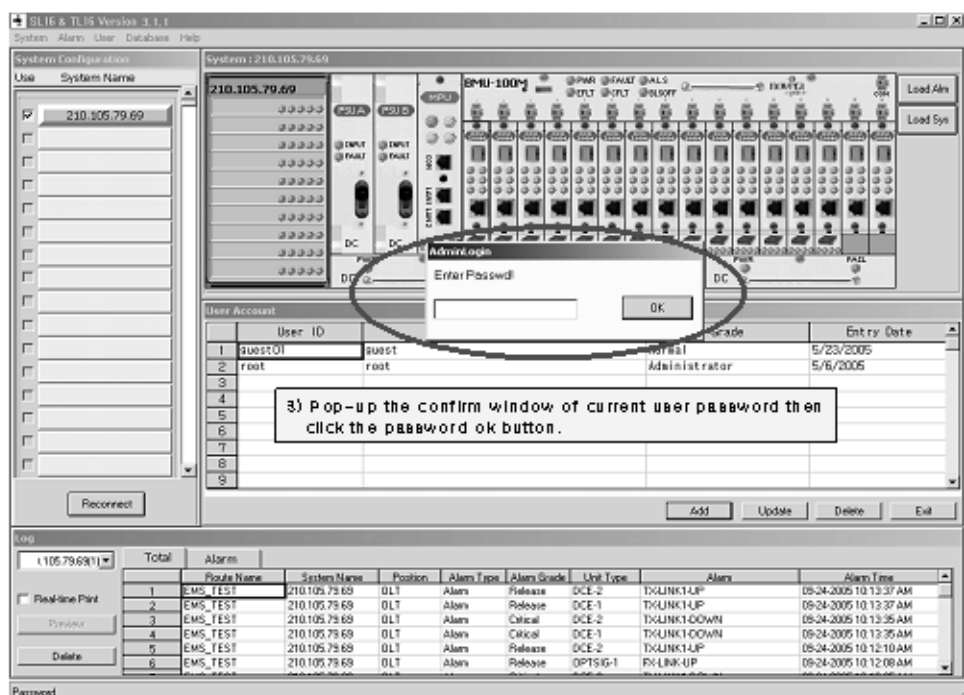 SL16 & TL16 Version 3.1.1
System Alarm User Database Help
System Configuration
Use System Name
210.105.79.69
Reconnect
System : 210.105.79.69
210.105.79.69
PSU A
PSU B
INPUT
FAULT
INPUT
FAULT
DC
DC
MPU
BMU-100M
PWR FAULT ALS
Load Alm
Load Sys
DC
FAIL
AdminLogin
Enter Passwd!
OK
User Account
User ID Grade Entry Date
1 guest01 guest Normal 5/23/2005
2 root root Administrator 5/6/2005
3
4
5
6
7
8
9
3) Pop-up the confirm window of current user password then
click the password ok button.
Add Update Delete Exit
Log
Total Alarm
Real-time Print
Preview
Delete
Route Name System Name Position Alarm Type Alarm Grade Unit Type Alarm Alarm Time
1 EMS_TEST 210.105.79.69 OLT Alarm Release DCE-2 TX-LINK1-UP 09-24-2005 10:13:37 AM
2 EMS_TEST 210.105.79.69 OLT Alarm Release DCE-1 TX-LINK1-UP 09-24-2005 10:13:37 AM
3 EMS_TEST 210.105.79.69 OLT Alarm Critical DCE-2 TX-LINK1-DOWN 09-24-2005 10:13:35 AM
4 EMS_TEST 210.105.79.69 OLT Alarm Critical DCE-1 TX-LINK1-DOWN 09-24-2005 10:13:35 AM
5 EMS_TEST 210.105.79.69 OLT Alarm Release DCE-2 TX-LINK1-UP 09-24-2005 10:12:10 AM
6 EMS_TEST 210.105.79.69 OLT Alarm Release OPTSIG-1 FX-LINK-UP 09-24-2005 10:12:08 AM
Password